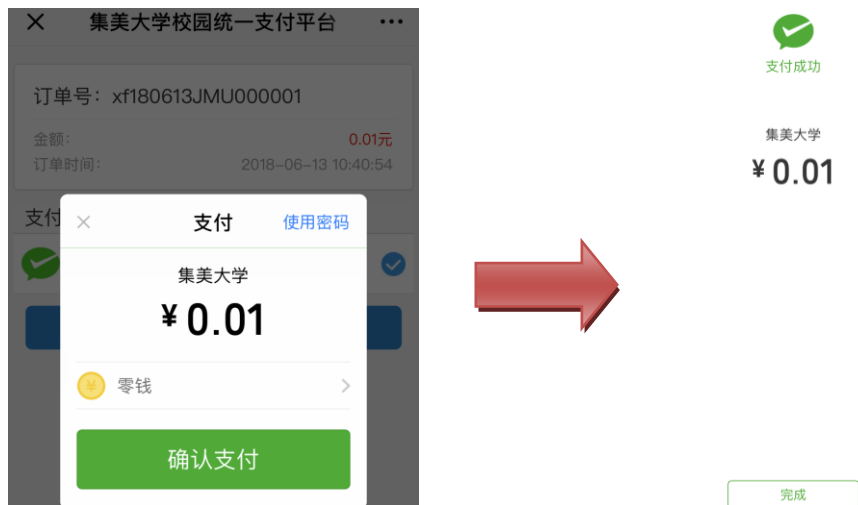 集美大学校园统一支付平台
订单号：xf180613JMU000001
金额：
0.01元
订单时间：
2018-06-13 10:40:54
支付
支付
使用密码
集美大学
¥ 0.01
零钱
确认支付
支付成功
集美大学
¥ 0.01
完成